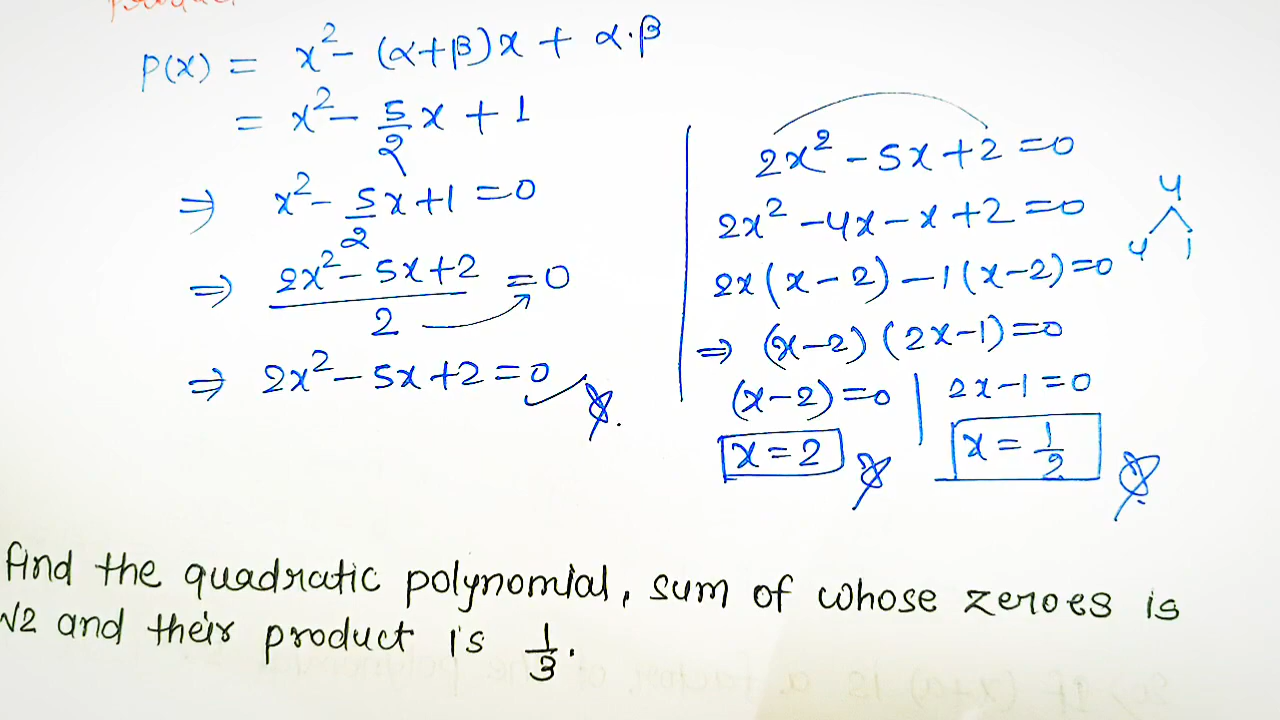 product
P(x) = x² - (α+β)x + α·β
= x² - 5/2 x + 1
⇒ x² - 5/2 x + 1 = 0
⇒ (2x² - 5x + 2)/2 = 0
⇒ 2x² - 5x + 2 = 0
2x² - 5x + 2 = 0
2x² - 4x - x + 2 = 0
4
4 1
2x(x - 2) - 1(x - 2) = 0
⇒ (x - 2) (2x - 1) = 0
(x - 2) = 0 | 2x - 1 = 0
x = 2
x = 1/2
find the quadratic polynomial, sum of whose zeroes is
√2 and their product is 1/3.